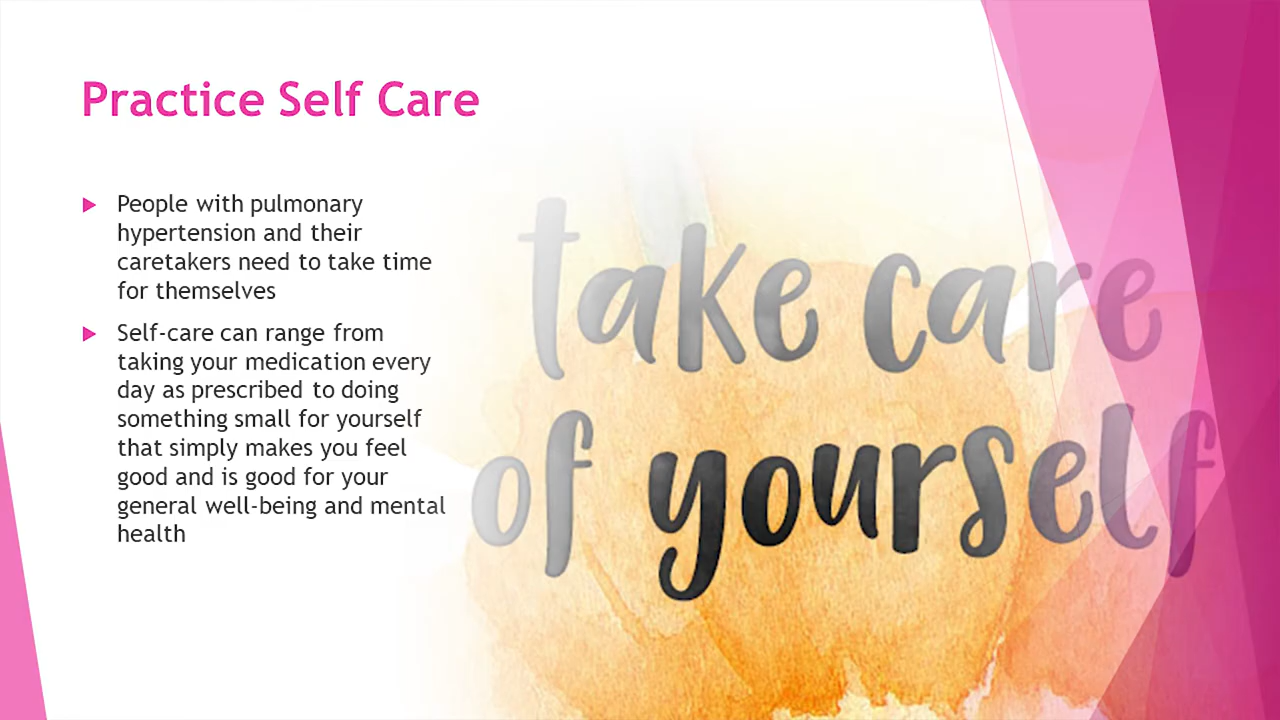 Practice Self Care
People with pulmonary
hypertension and their
caretakers need to take time
for themselves
Self-care can range from
taking your medication every
day as prescribed to doing
something small for yourself
that simply makes you feel
good and is good for your
general well-being and mental
health
take care
of yourself